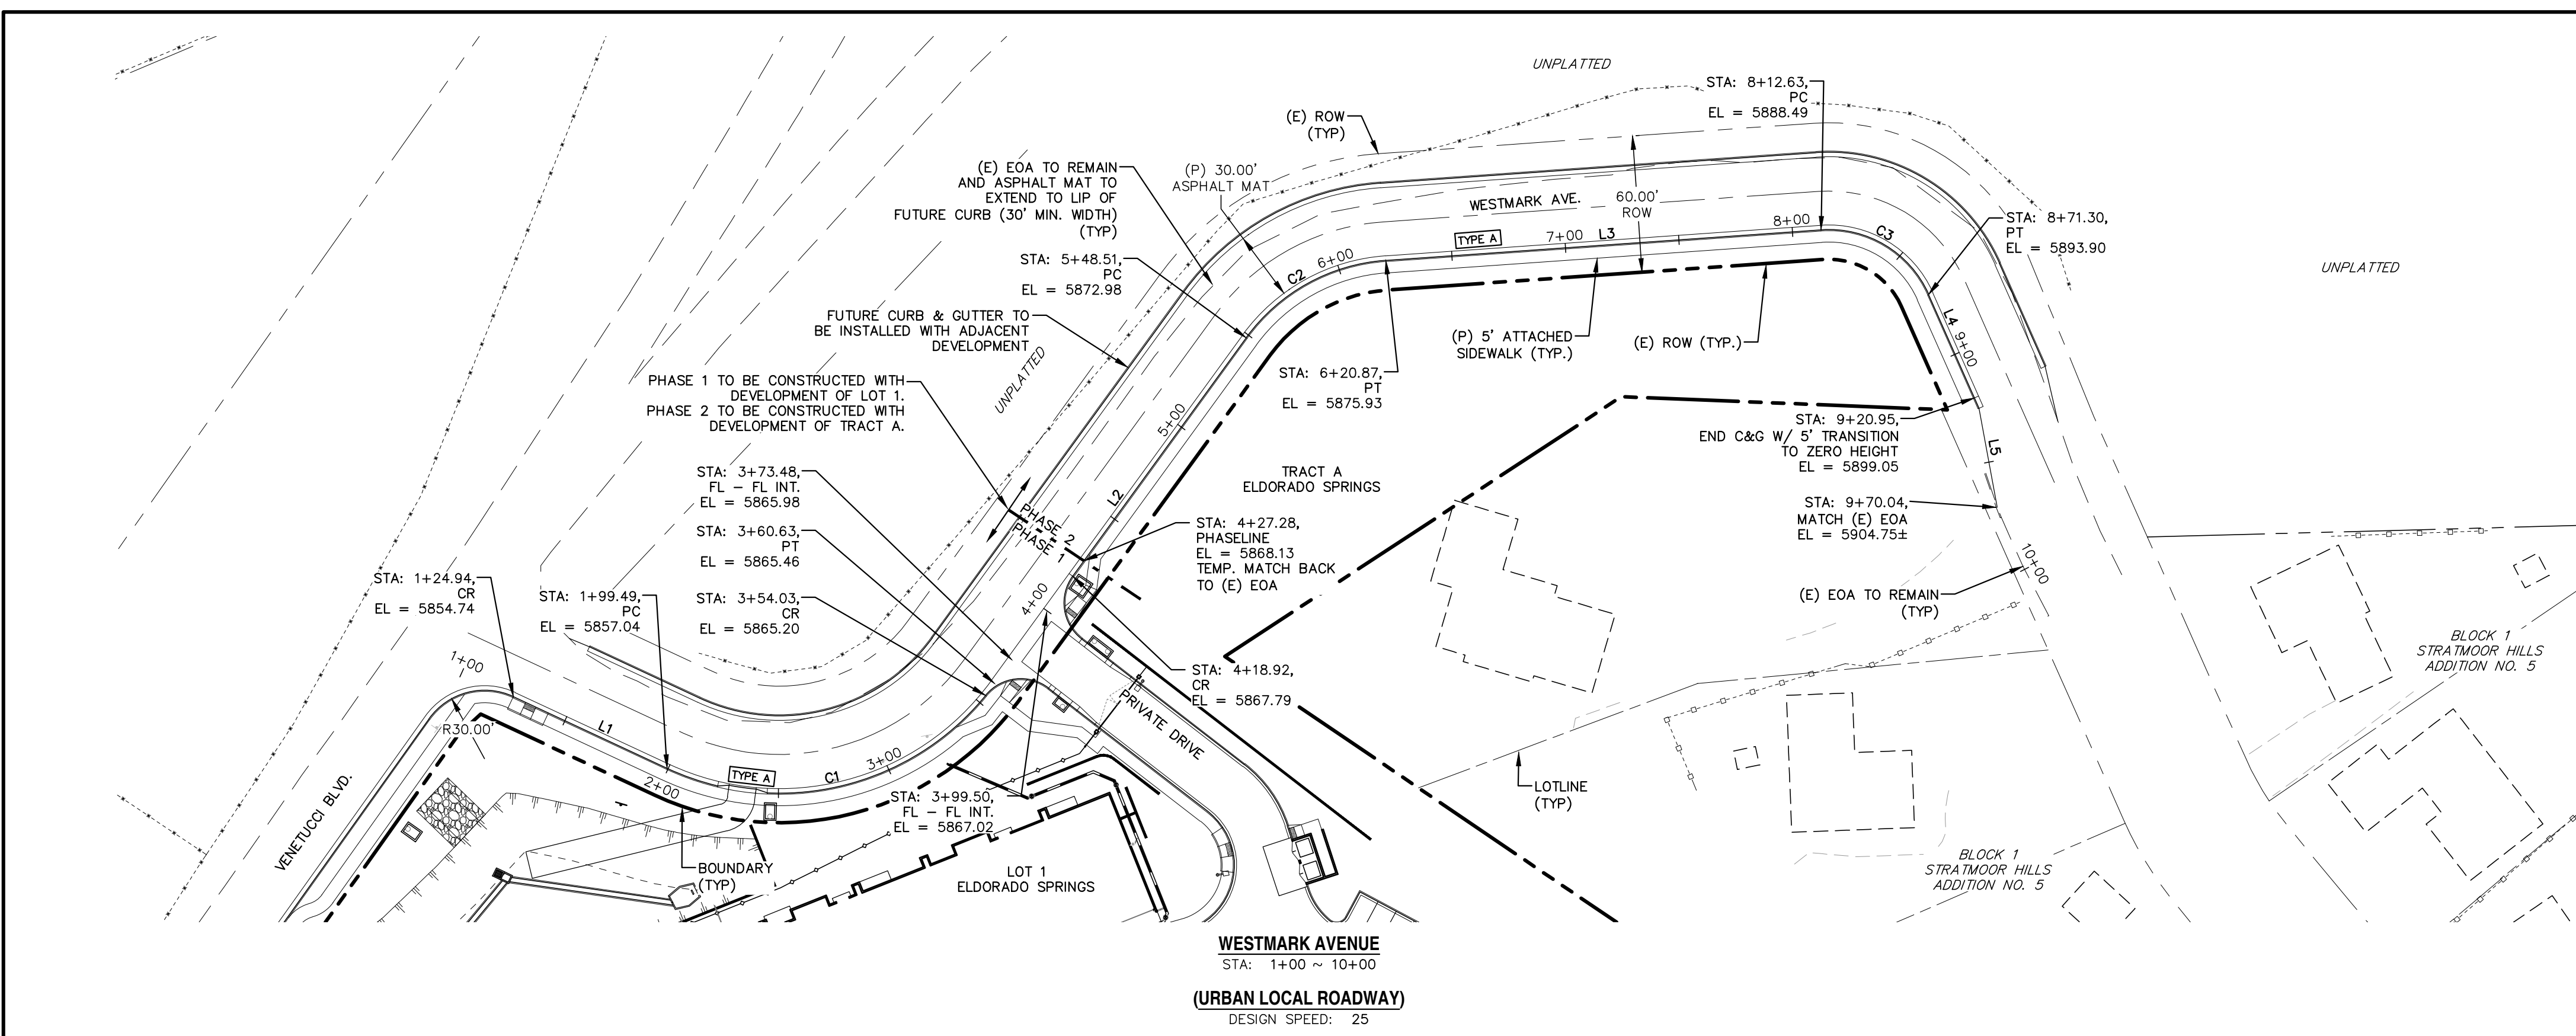 UNPLATTED
STA: 8+12.63,
PC
EL = 5888.49
(E) ROW
(TYP)
(E) EOA TO REMAIN
AND ASPHALT MAT TO
EXTEND TO LIP OF
FUTURE CURB (30' MIN. WIDTH)
(TYP)
(P) 30.00'
ASPHALT MAT
WESTMARK AVE.
60.00'
ROW
STA: 8+71.30,
PT
EL = 5893.90
UNPLATTED
TYPE A
7+00
L3
8+00
C3
C2
6+00
STA: 5+48.51,
PC
EL = 5872.98
FUTURE CURB & GUTTER TO
BE INSTALLED WITH ADJACENT
DEVELOPMENT
UNPLATTED
(P) 5' ATTACHED
SIDEWALK (TYP.)
(E) ROW (TYP.)
L4
9+00
STA: 6+20.87,
PT
EL = 5875.93
PHASE 1 TO BE CONSTRUCTED WITH
DEVELOPMENT OF LOT 1.
PHASE 2 TO BE CONSTRUCTED WITH
DEVELOPMENT OF TRACT A.
5+00
STA: 9+20.95,
END C&G W/ 5' TRANSITION
TO ZERO HEIGHT
EL = 5899.05
L5
STA: 3+73.48,
FL - FL INT.
EL = 5865.98
TRACT A
ELDORADO SPRINGS
L2
PHASE 2
PHASE 1
STA: 4+27.28,
PHASELINE
EL = 5868.13
TEMP. MATCH BACK
TO (E) EOA
STA: 9+70.04,
MATCH (E) EOA
EL = 5904.75±
STA: 3+60.63,
PT
EL = 5865.46
10+00
STA: 1+24.94,
CR
EL = 5854.74
STA: 1+99.49,
PC
EL = 5857.04
STA: 3+54.03,
CR
EL = 5865.20
4+00
(E) EOA TO REMAIN
(TYP)
BLOCK 1
STRATMOOR HILLS
ADDITION NO. 5
1+00
STA: 4+18.92,
CR
EL = 5867.79
PRIVATE DRIVE
R30.00'
L1
TYPE A
C1
3+00
2+00
STA: 3+99.50,
FL - FL INT.
EL = 5867.02
LOTLINE
(TYP)
VENETUCCI BLVD.
BOUNDARY
(TYP)
LOT 1
ELDORADO SPRINGS
BLOCK 1
STRATMOOR HILLS
ADDITION NO. 5
WESTMARK AVENUE
STA: 1+00 ~ 10+00
(URBAN LOCAL ROADWAY)
DESIGN SPEED: 25